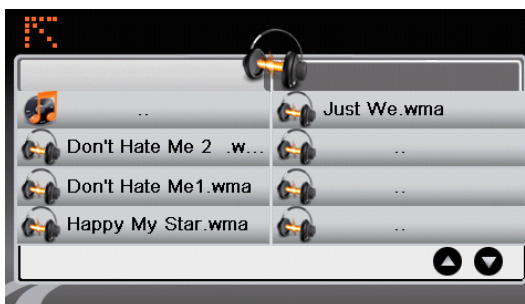 ..
Don't Hate Me 2 .w...
Don't Hate Me1.wma
Happy My Star.wma
Just We.wma
..
..
..